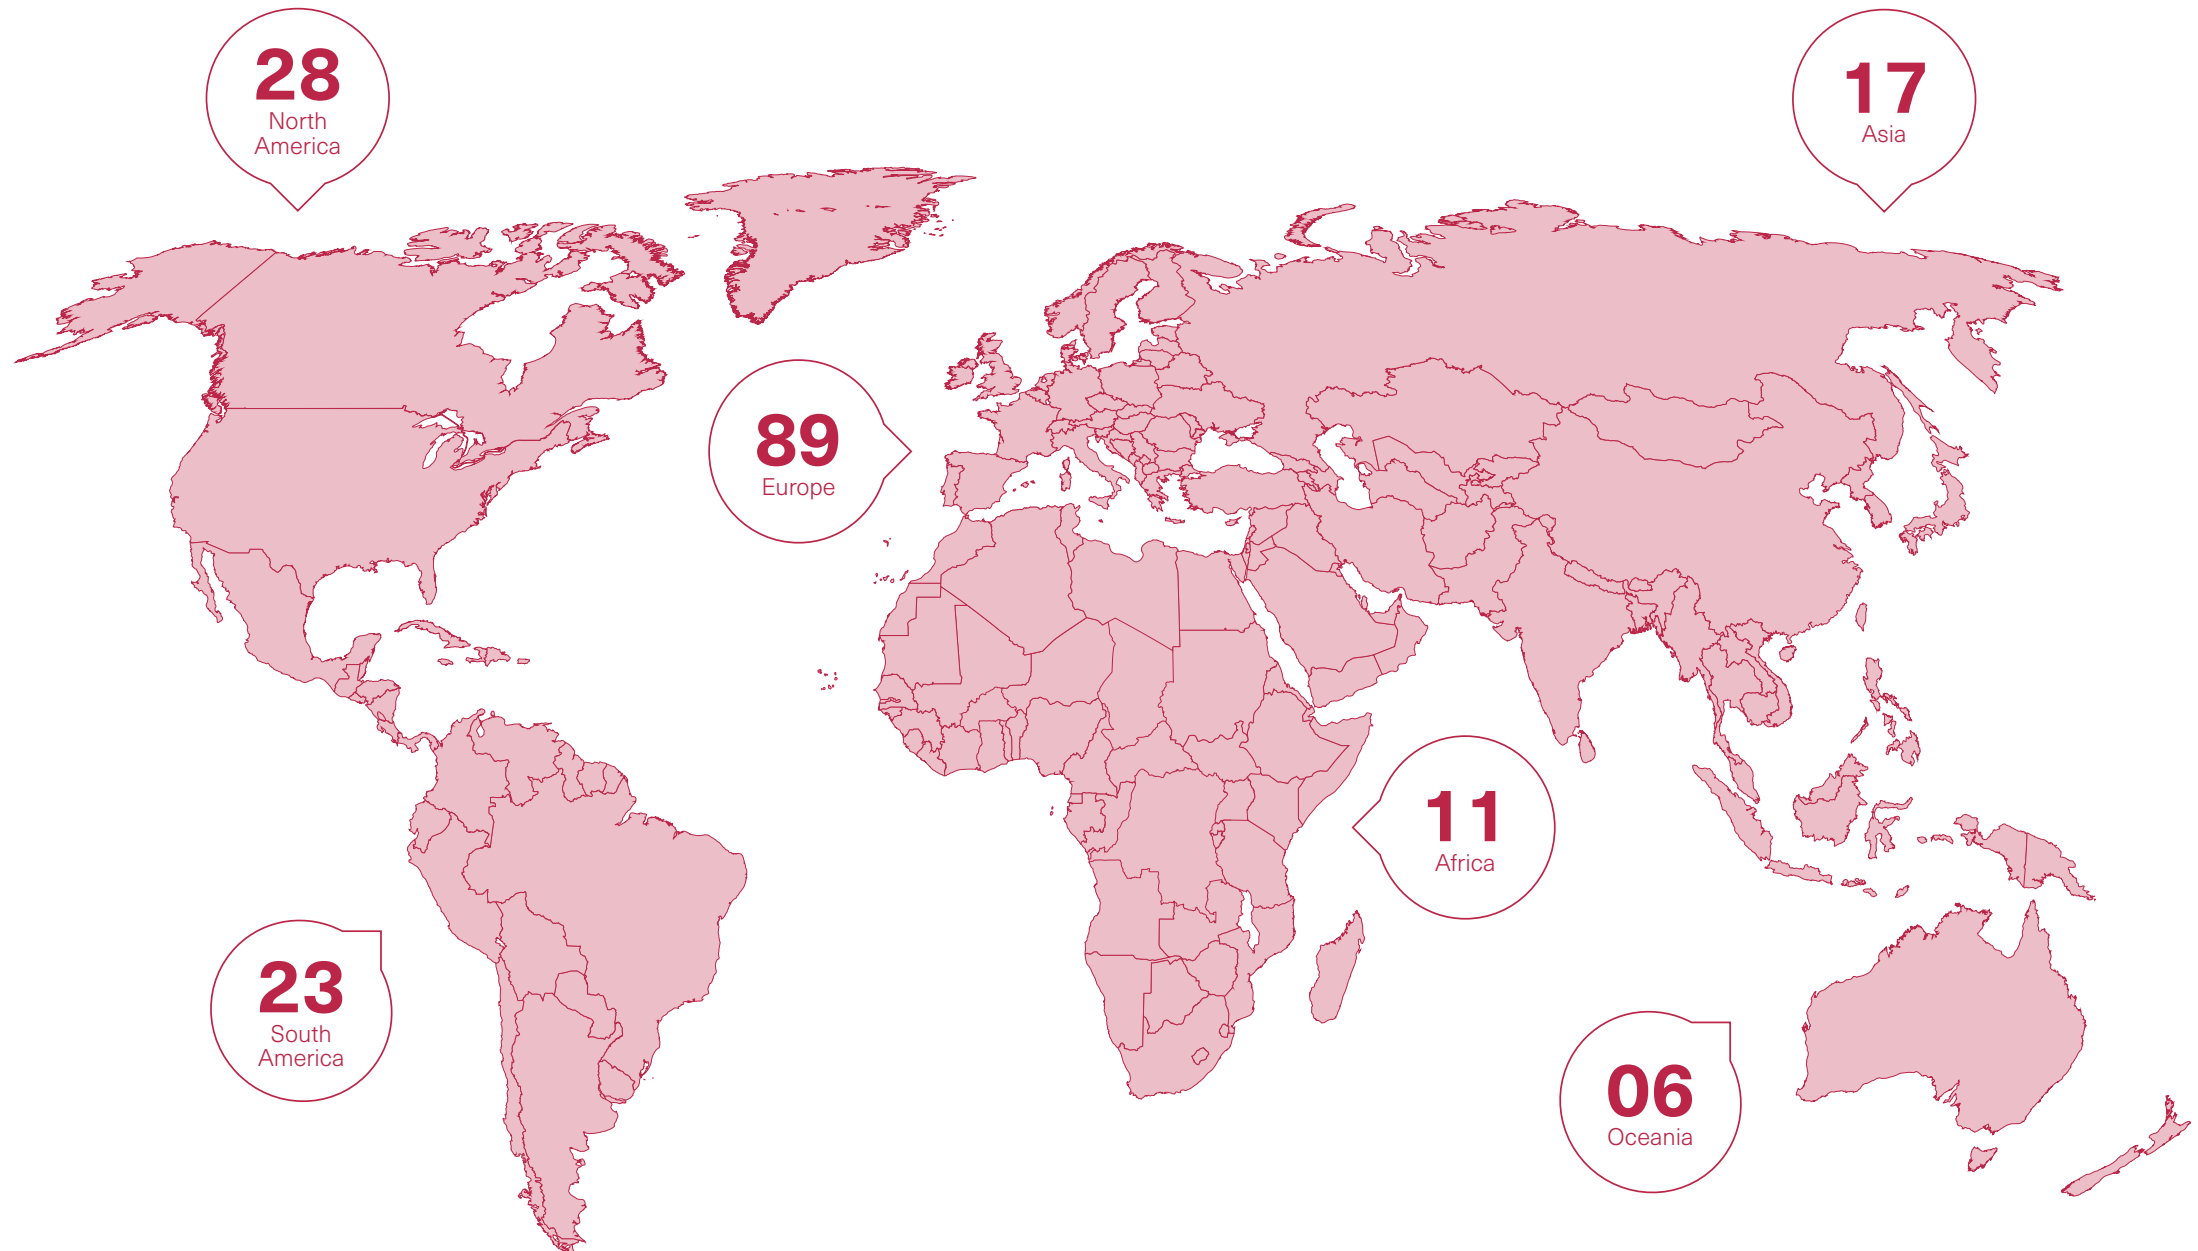 28
North
America
17
Asia
89
Europe
11
Africa
23
South
America
06
Oceania